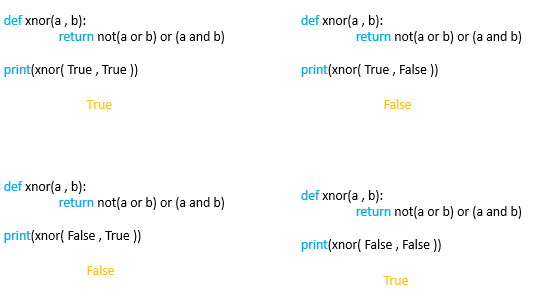 def xnor(a , b):
return not(a or b) or (a and b)
print(xnor( True , True ))
True
def xnor(a , b):
return not(a or b) or (a and b)
print(xnor( True , False ))
False
def xnor(a , b):
return not(a or b) or (a and b)
print(xnor( False , True ))
False
def xnor(a , b):
return not(a or b) or (a and b)
print(xnor( False , False ))
True